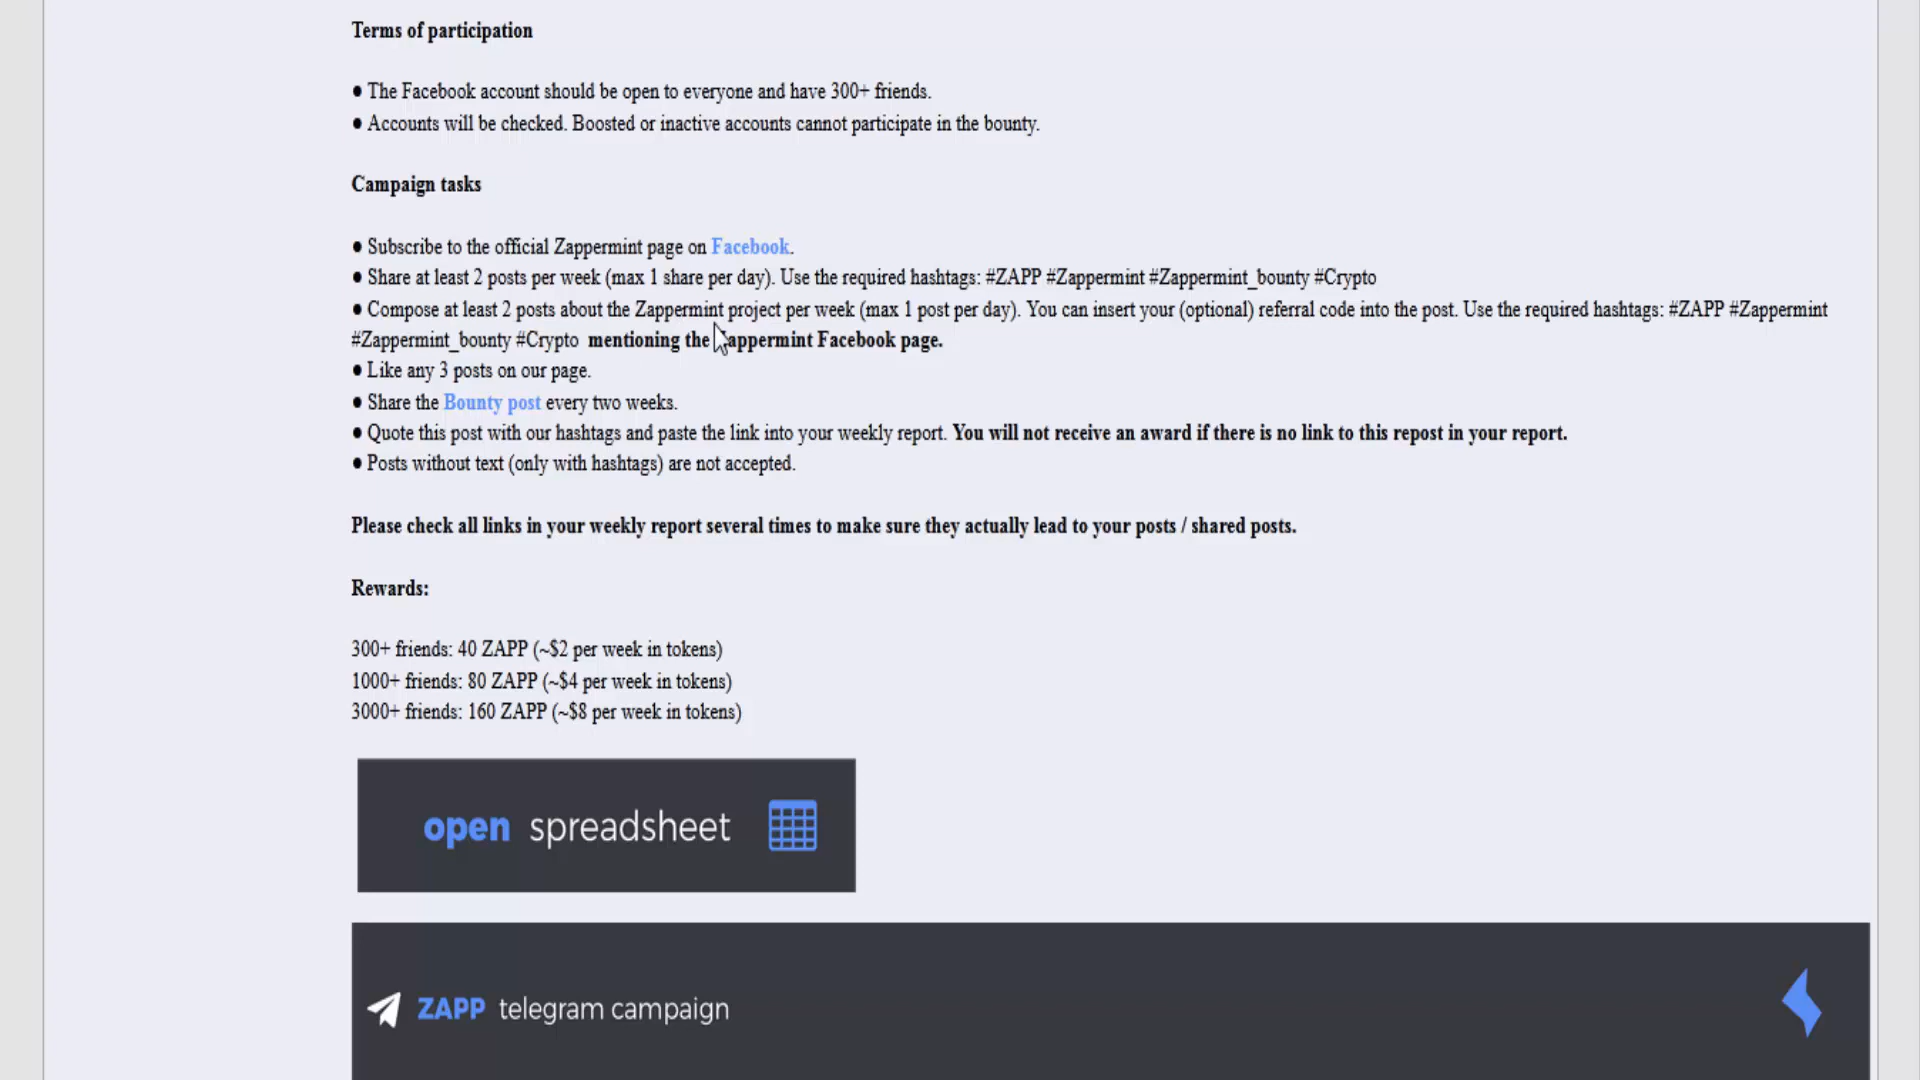 Terms of participation
● The Facebook account should be open to everyone and have 300+ friends.
● Accounts will be checked. Boosted or inactive accounts cannot participate in the bounty.
Campaign tasks
● Subscribe to the official Zappermint page on Facebook.
● Share at least 2 posts per week (max 1 share per day). Use the required hashtags: #ZAPP #Zappermint #Zappermint_bounty #Crypto
● Compose at least 2 posts about the Zappermint project per week (max 1 post per day). You can insert your (optional) referral code into the post. Use the required hashtags: #ZAPP #Zappermint
#Zappermint_bounty #Crypto mentioning the Zappermint Facebook page.
● Like any 3 posts on our page.
● Share the Bounty post every two weeks.
● Quote this post with our hashtags and paste the link into your weekly report. You will not receive an award if there is no link to this repost in your report.
● Posts without text (only with hashtags) are not accepted.
Please check all links in your weekly report several times to make sure they actually lead to your posts / shared posts.
Rewards:
300+ friends: 40 ZAPP (~$2 per week in tokens)
1000+ friends: 80 ZAPP (~$4 per week in tokens)
3000+ friends: 160 ZAPP (~$8 per week in tokens)
open spreadsheet
ZAPP telegram campaign